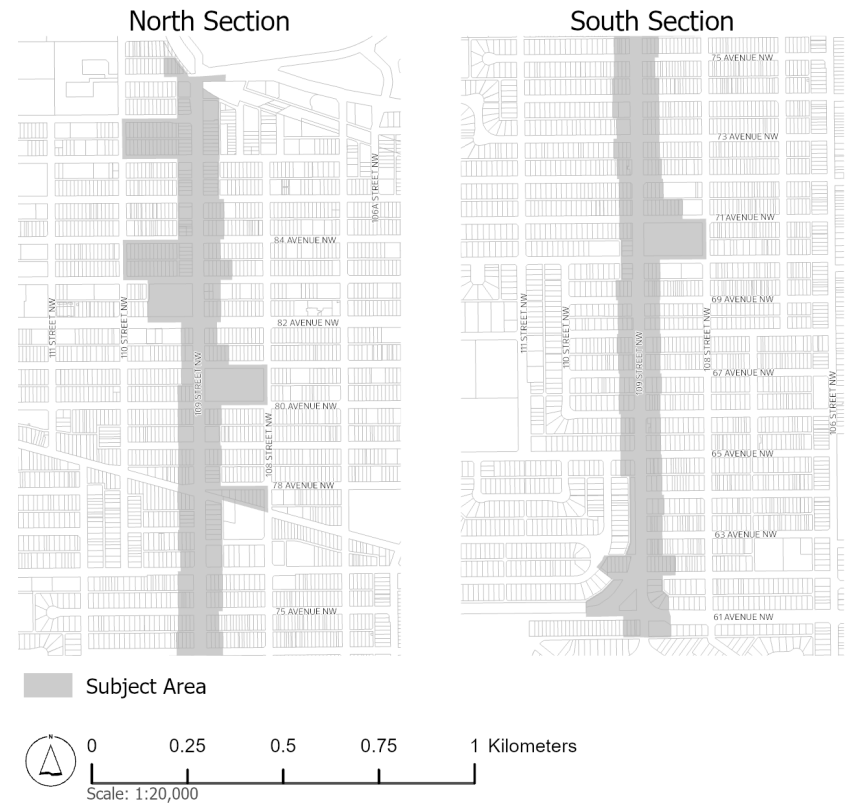 North Section
South Section
106A STREET NW
84 AVENUE NW
111 STREET NW
110 STREET NW
82 AVENUE NW
109 STREET NW
80 AVENUE NW
108 STREET NW
78 AVENUE NW
75 AVENUE NW
75 AVENUE NW
73 AVENUE NW
71 AVENUE NW
69 AVENUE NW
111 STREET NW
110 STREET NW
109 STREET NW
108 STREET NW
67 AVENUE NW
106 STREET NW
65 AVENUE NW
63 AVENUE NW
61 AVENUE NW
Subject Area
N
0 0.25 0.5 0.75 1 Kilometers
Scale: 1:20,000